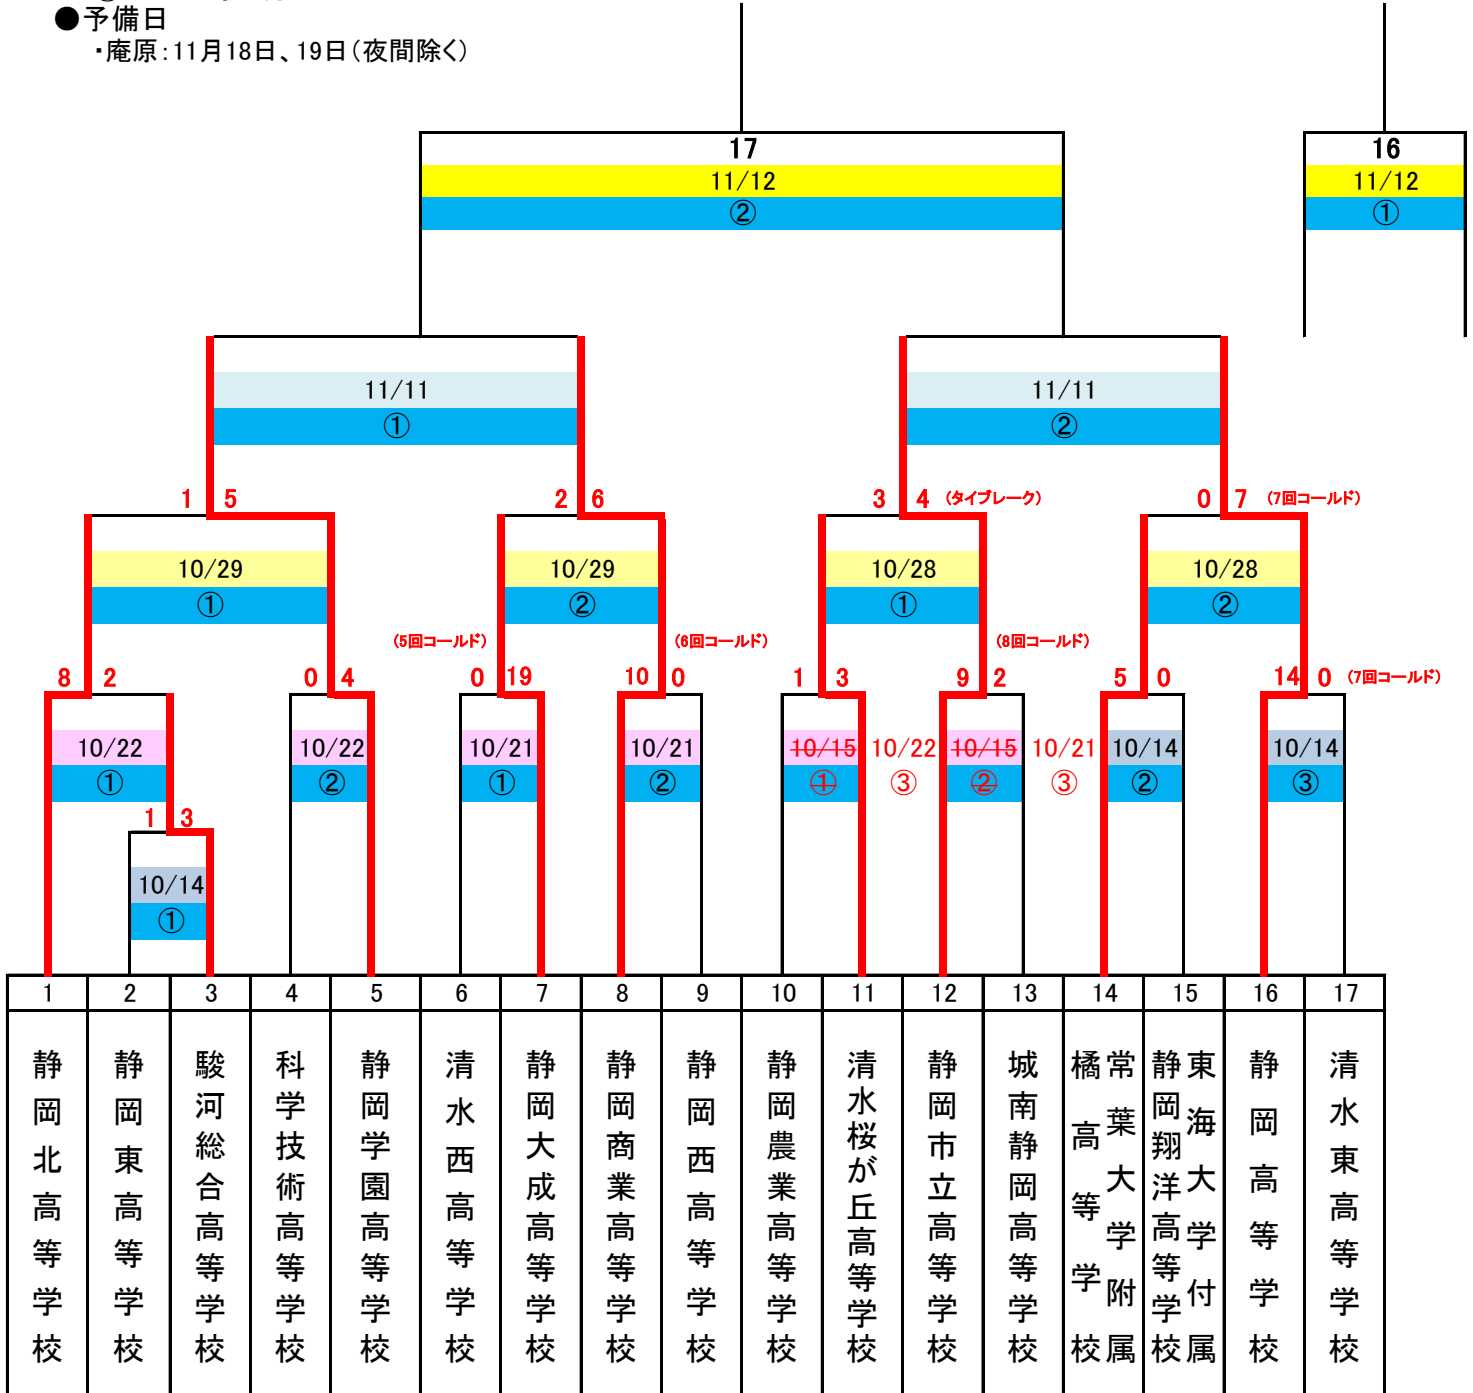 ●予備日
・庵原：11月18日、19日（夜間除く）
17
16
11/12
11/12
②
①
11/11
11/11
①
②
1 5
2 6
3 4 (タイブレーク)
0 7 (7回コールド)
10/29
10/29
10/28
10/28
①
②
①
②
(5回コールド)
(6回コールド)
(8回コールド)
8 2
0 4
0 19
10 0
1 3
9 2
5 0
14 0 (7回コールド)
10/22
10/22
10/21
10/21
10/15
10/22
10/15
10/21
10/14
10/14
①
②
①
②
①
③
②
③
②
③
1 3
10/14
①
1 2 3 4 5 6 7 8 9 10 11 12 13 14 15 16 17
静岡北高等学校
静岡東高等学校
駿河総合高等学校
科学技術高等学校
静岡学園高等学校
清水西高等学校
静岡大成高等学校
静岡商業高等学校
静岡西高等学校
静岡農業高等学校
清水桜が丘高等学校
静岡市立高等学校
城南静岡高等学校
常葉大学附属
橘高等学校
東海大学付属
静岡翔洋高等学校
静岡高等学校
清水東高等学校